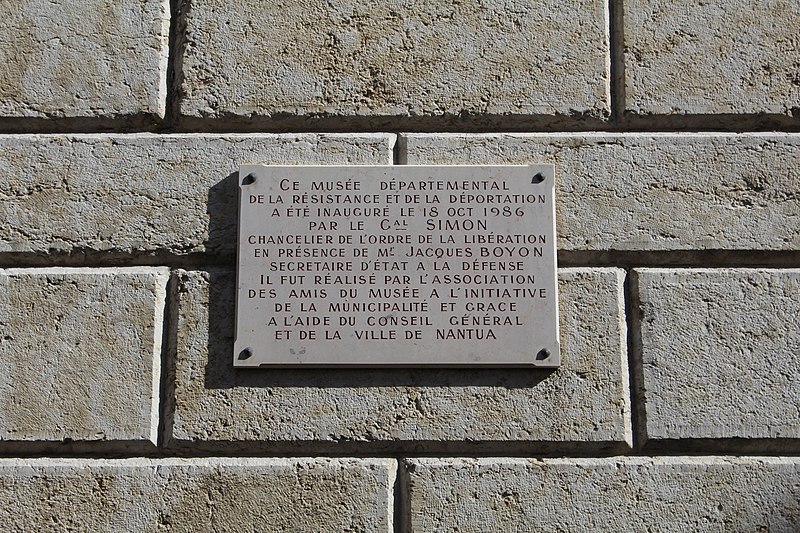 CE MUSÉE DÉPARTEMENTAL
DE LA RÉSISTANCE ET DE LA DÉPORTATION
A ÉTÉ INAUGURÉ LE 18 OCT 1986
PAR LE GAL SIMON
CHANCELIER DE L'ORDRE DE LA LIBÉRATION
EN PRÉSENCE DE MR JACQUES BOYON
SECRETAIRE D'ÉTAT A LA DÉFENSE
IL FUT RÉALISÉ PAR L'ASSOCIATION
DES AMIS DU MUSÉE A L'INITIATIVE
DE LA MÙNICIPALITÉ ET GRACE
A L'AIDE DU CONSEIL GÉNÉRAL
ET DE LA VILLE DE NANTUA